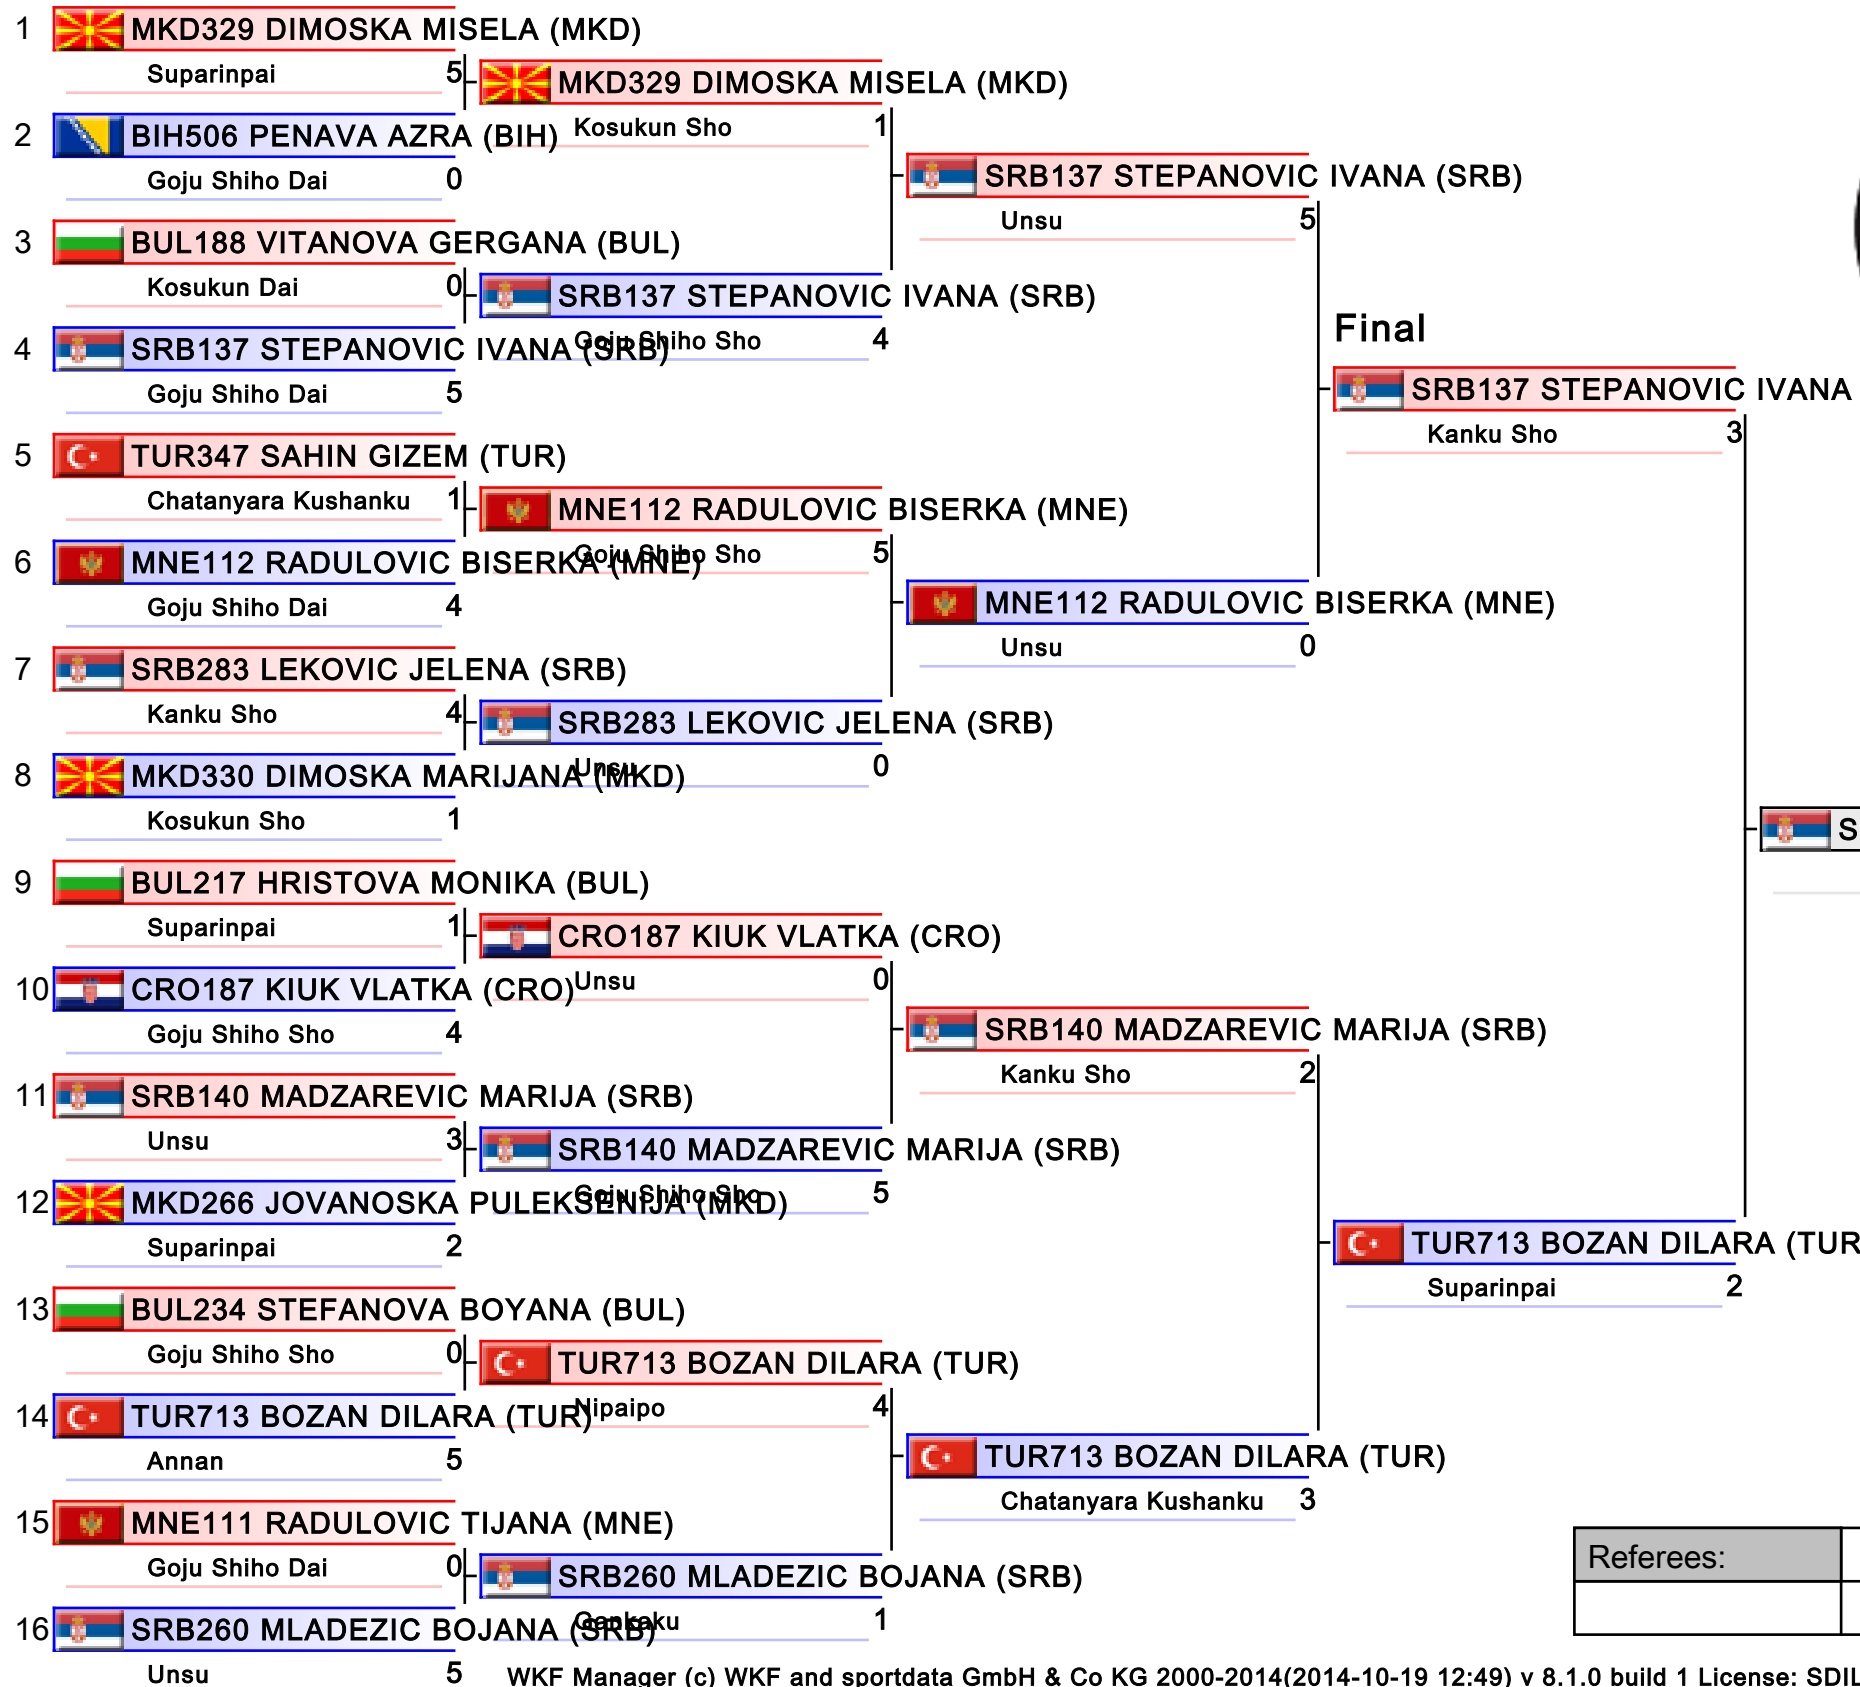 1 MKD329 DIMOSKA MISELA (MKD)
Suparinpai 5
2 BIH506 PENAVA AZRA (BIH)
Goju Shiho Dai 0
3 BUL188 VITANOVA GERGANA (BUL)
Kosukun Dai 0
4 SRB137 STEPANOVIC IVANA (SRB)
Goju Shiho Dai 5
5 TUR347 SAHIN GIZEM (TUR)
Chatanyara Kushanku 1
6 MNE112 RADULOVIC BISERKA (MNE)
Goju Shiho Dai 4
7 SRB283 LEKOVIC JELENA (SRB)
Kanku Sho 4
8 MKD330 DIMOSKA MARIJANA (MKD)
Kosukun Sho 1
9 BUL217 HRISTOVA MONIKA (BUL)
Suparinpai 1
10 CRO187 KIUK VLATKA (CRO)
Goju Shiho Sho 4
11 SRB140 MADZAREVIC MARIJA (SRB)
Unsu 3
12 MKD266 JOVANOSKA PULEKSENIJA (MKD)
Suparinpai 2
13 BUL234 STEFANOVA BOYANA (BUL)
Goju Shiho Sho 0
14 TUR713 BOZAN DILARA (TUR)
Annan 5
15 MNE111 RADULOVIC TIJANA (MNE)
Goju Shiho Dai 0
16 SRB260 MLADEZIC BOJANA (SRB)
Unsu 5
MKD329 DIMOSKA MISELA (MKD)
Kosukun Sho 1
SRB137 STEPANOVIC IVANA (SRB)
Goju Shiho Sho 4
MNE112 RADULOVIC BISERKA (MNE)
Goju Shiho Sho 5
SRB283 LEKOVIC JELENA (SRB)
Unsu 0
CRO187 KIUK VLATKA (CRO)
Unsu 0
SRB140 MADZAREVIC MARIJA (SRB)
Goju Shiho Sho 5
TUR713 BOZAN DILARA (TUR)
Nipaipo 4
SRB260 MLADEZIC BOJANA (SRB)
Gankaku 1
SRB137 STEPANOVIC IVANA (SRB)
Unsu 5
MNE112 RADULOVIC BISERKA (MNE)
Unsu 0
SRB140 MADZAREVIC MARIJA (SRB)
Kanku Sho 2
TUR713 BOZAN DILARA (TUR)
Chatanyara Kushanku 3
Final
SRB137 STEPANOVIC IVANA
Kanku Sho 3
TUR713 BOZAN DILARA (TUR
Suparinpai 2
S
Referees:
WKF Manager (c) WKF and sportdata GmbH & Co KG 2000-2014(2014-10-19 12:49) v 8.1.0 build 1 License: SDIL